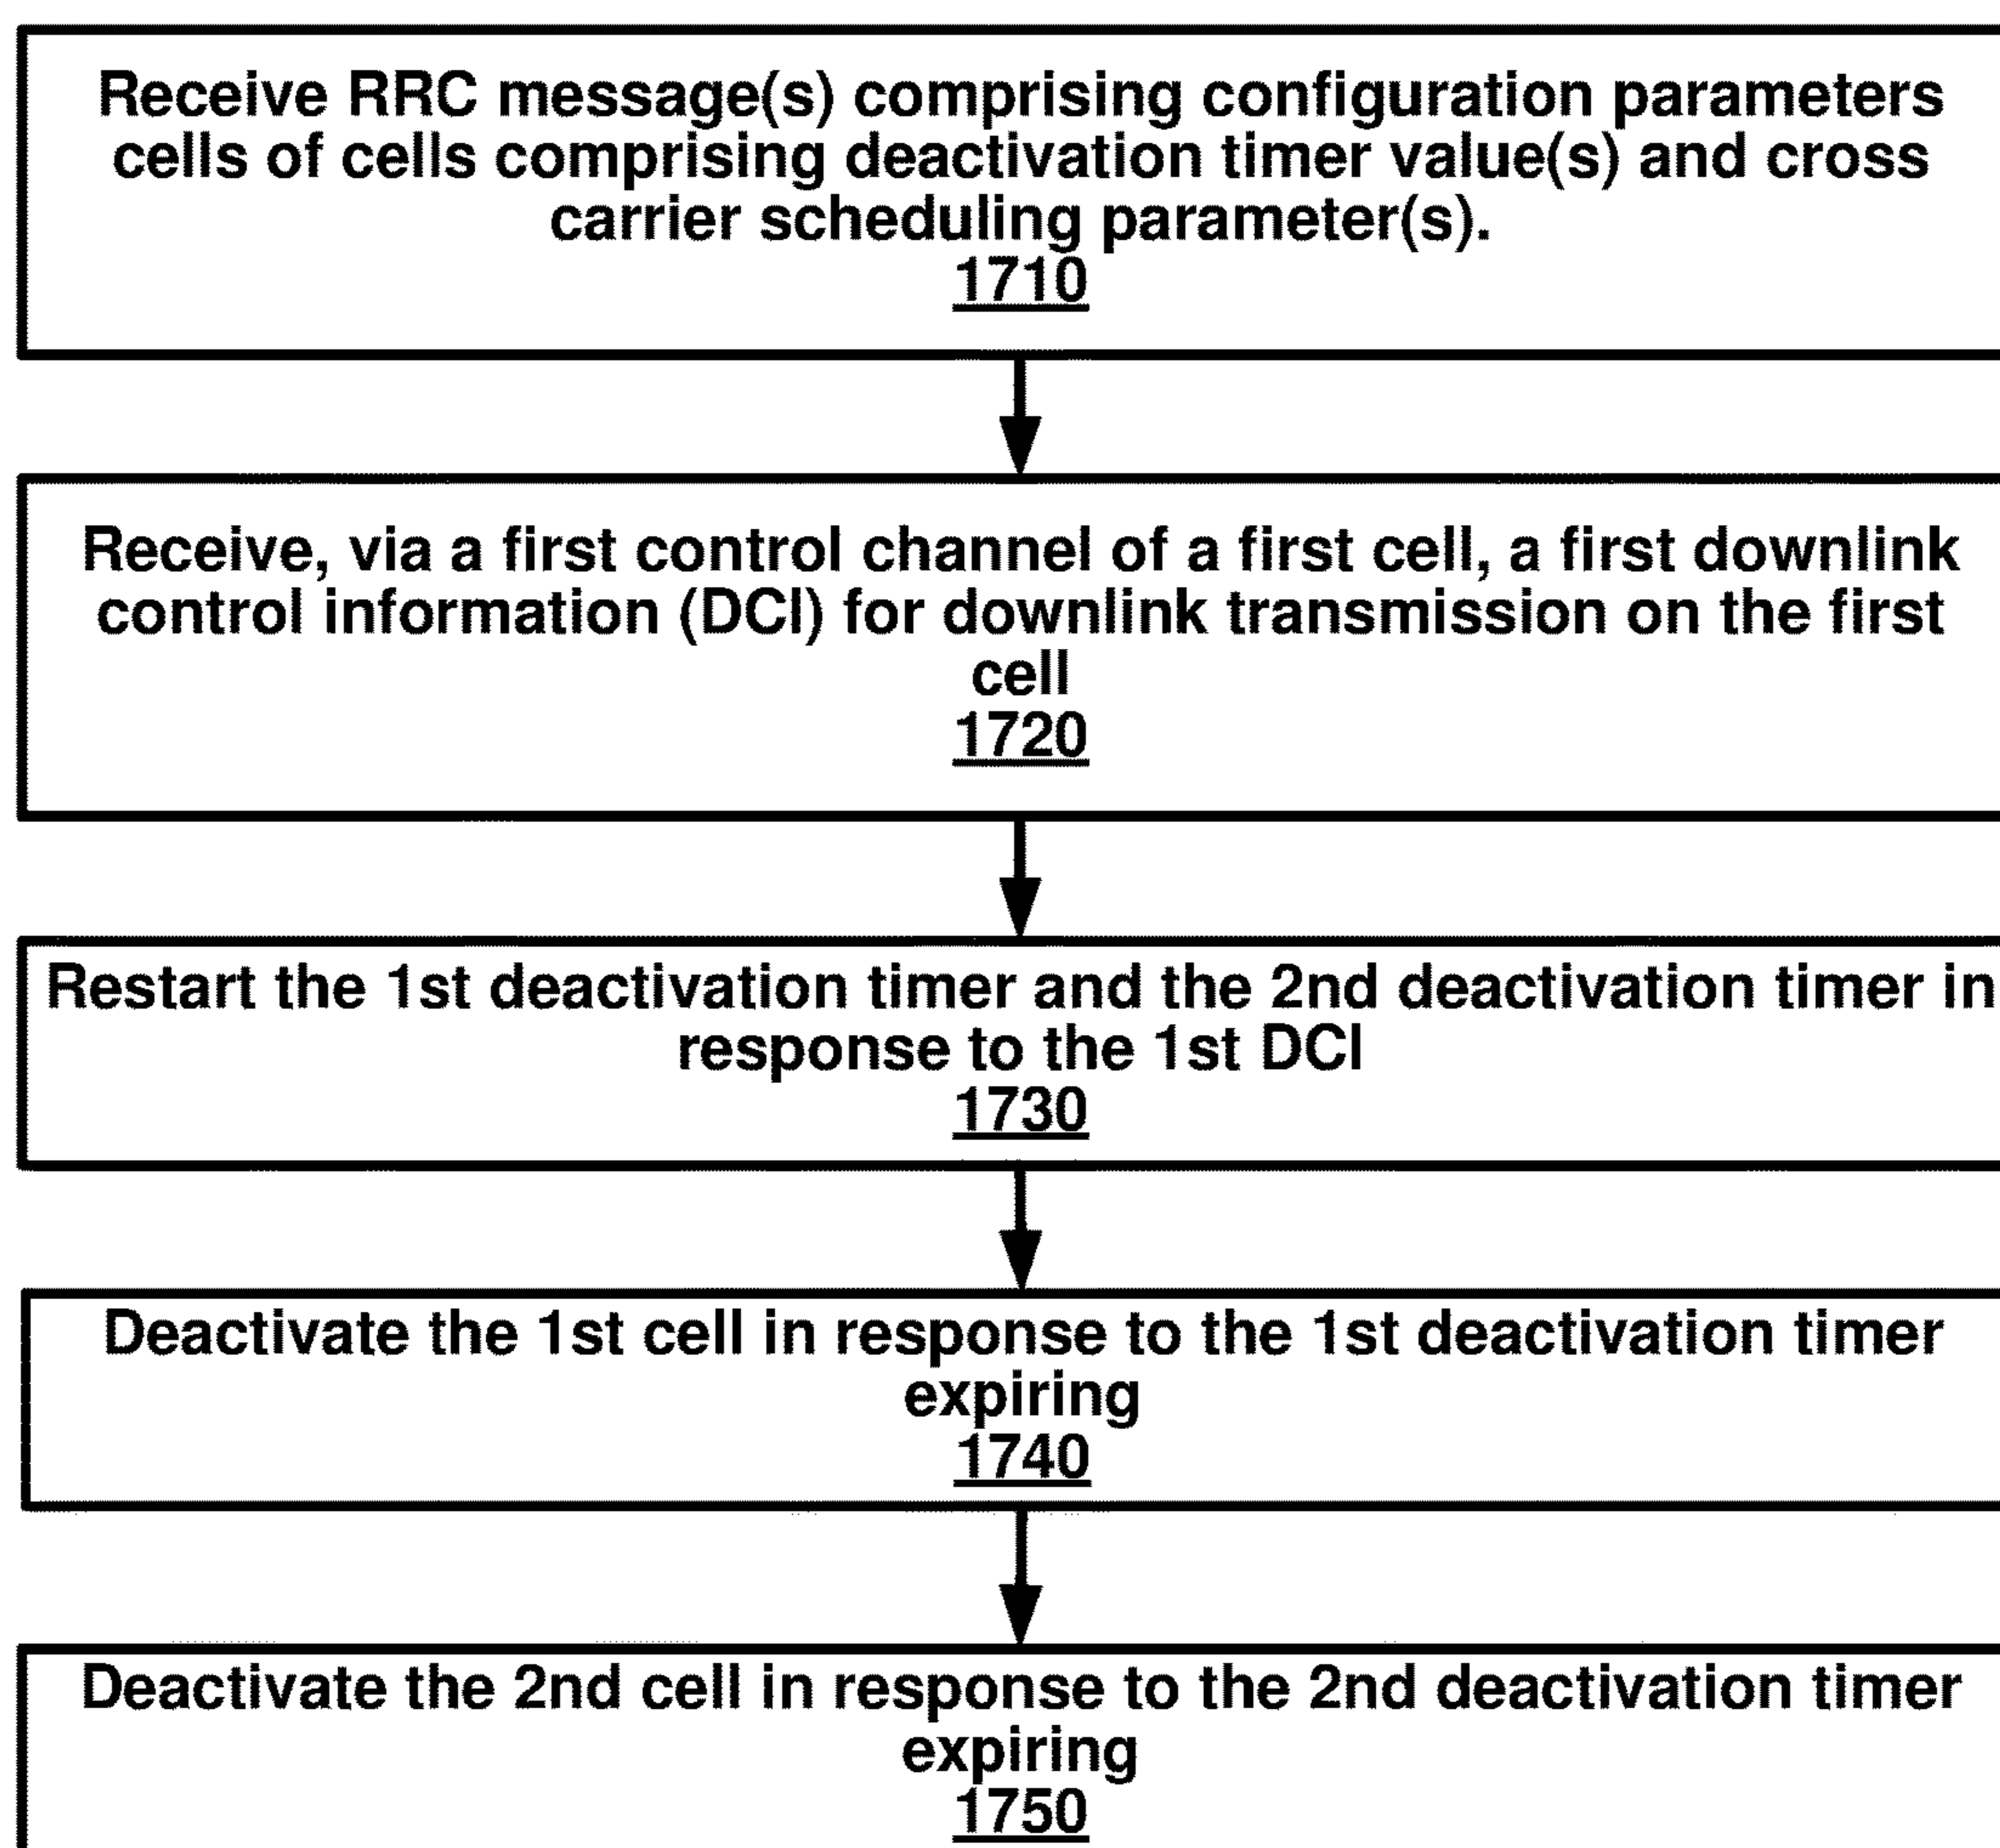 Receive RRC message(s) comprising configuration parameters
cells of cells comprising deactivation timer value(s) and cross
carrier scheduling parameter(s).
1710
Receive, via a first control channel of a first cell, a first downlink
control information (DCI) for downlink transmission on the first
cell
1720
Restart the 1st deactivation timer and the 2nd deactivation timer in
response to the 1st DCI
1730
Deactivate the 1st cell in response to the 1st deactivation timer
expiring
1740
Deactivate the 2nd cell in response to the 2nd deactivation timer
expiring
1750